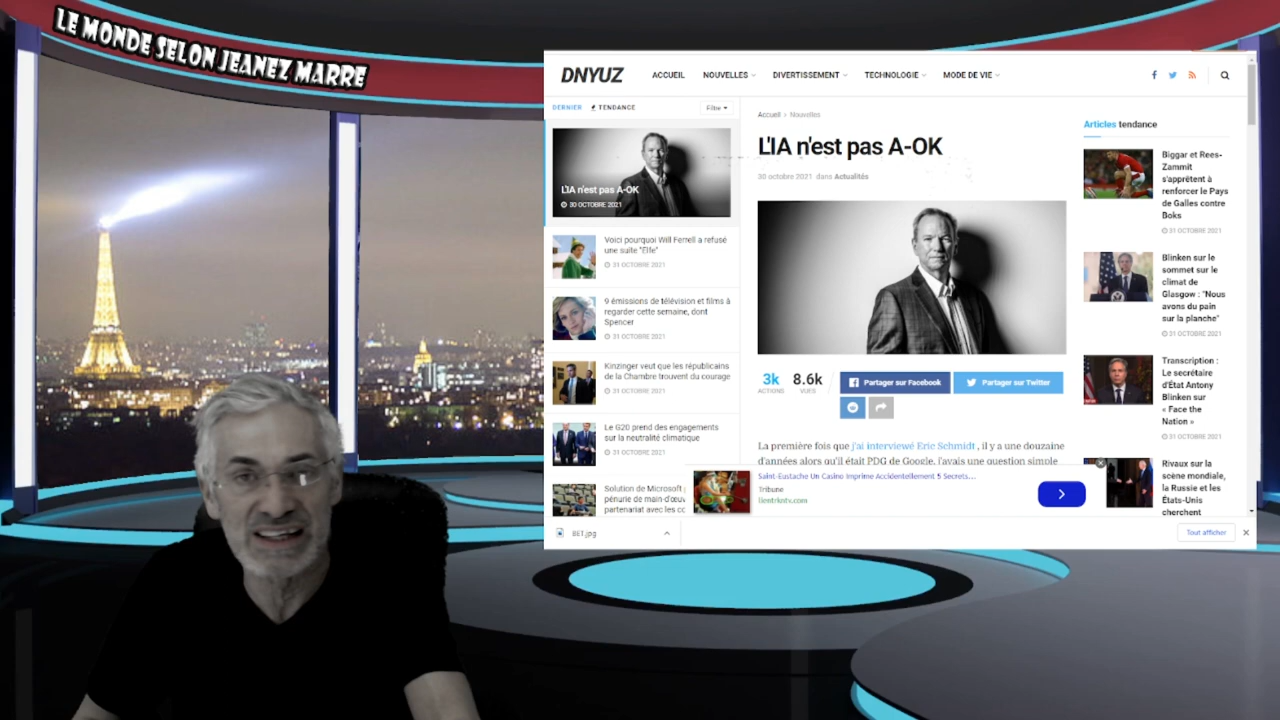 LE MONDE SELON JEANEZ MARRE
DNYUZ
ACCUEIL NOUVELLES DIVERTISSEMENT TECHNOLOGIE MODE DE VIE
DERNIER TENDANCE Filtre
L'IA n'est pas A-OK
30 OCTOBRE 2021
Voici pourquoi Will Ferrell a refusé
une suite "Elfe"
31 OCTOBRE 2021
9 émissions de télévision et films à
regarder cette semaine, dont
Spencer
31 OCTOBRE 2021
Kinzinger veut que les républicains
de la Chambre trouvent du courage
31 OCTOBRE 2021
Le G20 prend des engagements
sur la neutralité climatique
31 OCTOBRE 2021
Solution de Microsoft
pénurie de main-d'œuv
partenariat avec les co
Accueil > Nouvelles
L'IA n'est pas A-OK
30 octobre 2021 dans Actualités
3k 8.6k
ACTIONS VUES
Partager sur Facebook Partager sur Twitter
La première fois que j'ai interviewé Eric Schmidt , il y a une douzaine
d'années alors qu'il était PDG de Google, j'avais une question simple
Saint-Eustache Un Casino Imprime Accidentellement 5 Secrets...
Tribune
Articles tendance
Biggar et Rees-
Zammit
s'apprêtent à
renforcer le Pays
de Galles contre
Boks
31 OCTOBRE 2021
Blinken sur le
sommet sur le
climat de
Glasgow : "Nous
avons du pain
sur la planche"
31 OCTOBRE 2021
Transcription :
Le secrétaire
d'État Antony
Blinken sur
« Face the
Nation »
31 OCTOBRE 2021
Rivaux sur la
scène mondiale,
la Russie et les
États-Unis
cherchent
BET.jpg
Tout afficher